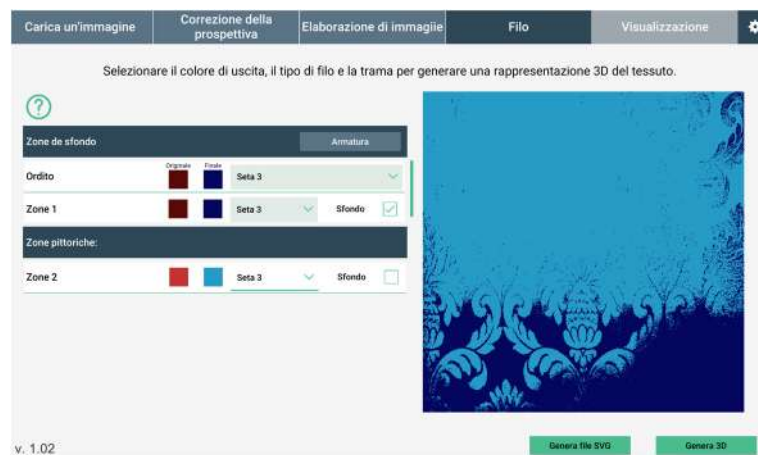 Carica un'immagine
Correzione della
prospettiva
Elaborazione di immagiie
Filo
Visualizzazione
Selezionare il colore di uscita, il tipo di filo e la trama per generare una rappresentazione 3D del tessuto.
?
Zone de sfondo
Armatura
Originale Finale
Ordito
Seta 3
Zone 1
Seta 3
Sfondo
Zone pittoriche:
Zone 2
Seta 3
Sfondo
v. 1.02
Genera file SVG
Genera 3D